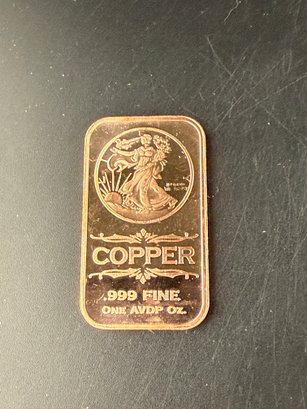 COPPER
.999 FINE
ONE AVDP OZ.